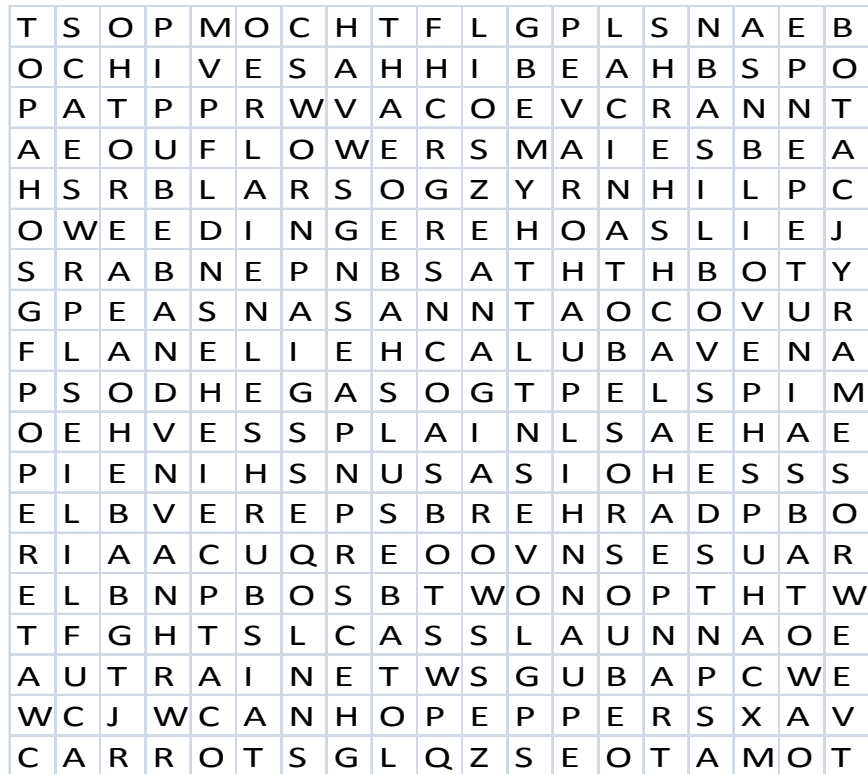 T S O P M O C H T F L G P L S N A E B
O C H I V E S A H H I B E A H B S P O
P A T P P R W V A C O E V C R A N N T
A E O U F L O W E R S M A I E S B E A
H S R B L A R S O G Z Y R N H I L P C
O W E E D I N G E R E H O A S L I E J
S R A B N E P N B S A T H T H B O T Y
G P E A S N A S A N N T A O C O V U R
F L A N E L I E H C A L U B A V E N A
P S O D H E G A S O G T P E L S P I M
O E H V E S S P L A I N L S A E H A E
P I E N I H S N U S A S I O H E S S S
E L B V E R E P S B R E H R A D P B O
R I A A C U Q R E O O V N S E S U A R
E L B N P B O S B T W O N O P T H T W
T F G H T S L C A S S L A U N N A O E
A U T R A I N E T W S G U B A P C W E
W C J W C A N H O P E P P E R S X A V
C A R R O T S G L Q Z S E O T A M O T